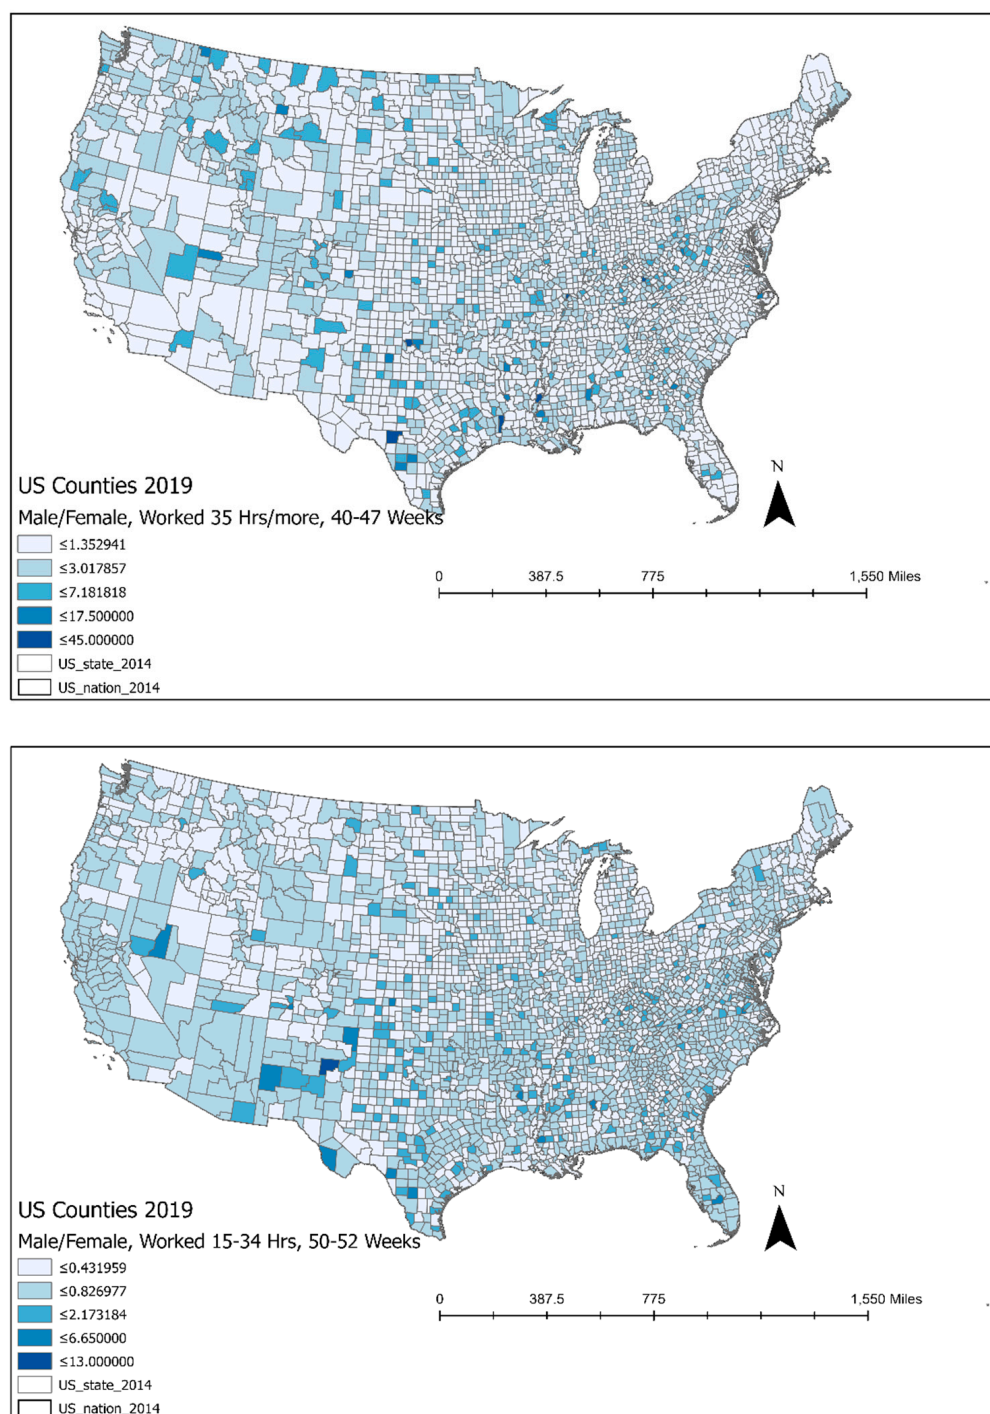 N
US Counties 2019
Male/Female, Worked 35 Hrs/more, 40-47 Weeks
≤1.352941
≤3.017857
≤7.181818
≤17.500000
≤45.000000
US_state_2014
US_nation_2014
0 387.5 775 1,550 Miles
N
US Counties 2019
Male/Female, Worked 15-34 Hrs, 50-52 Weeks
≤0.431959
≤0.826977
≤2.173184
≤6.650000
≤13.000000
US_state_2014
US_nation_2014
0 387.5 775 1,550 Miles